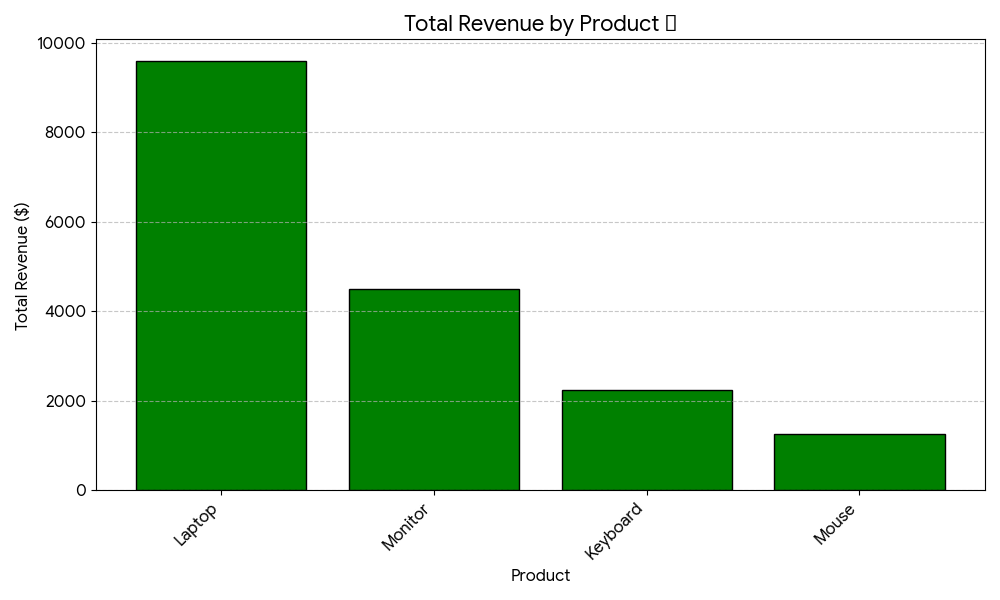 Total Revenue by Product
Total Revenue ($)
10000
8000
6000
4000
2000
0
Laptop
Monitor
Keyboard
Mouse
Product